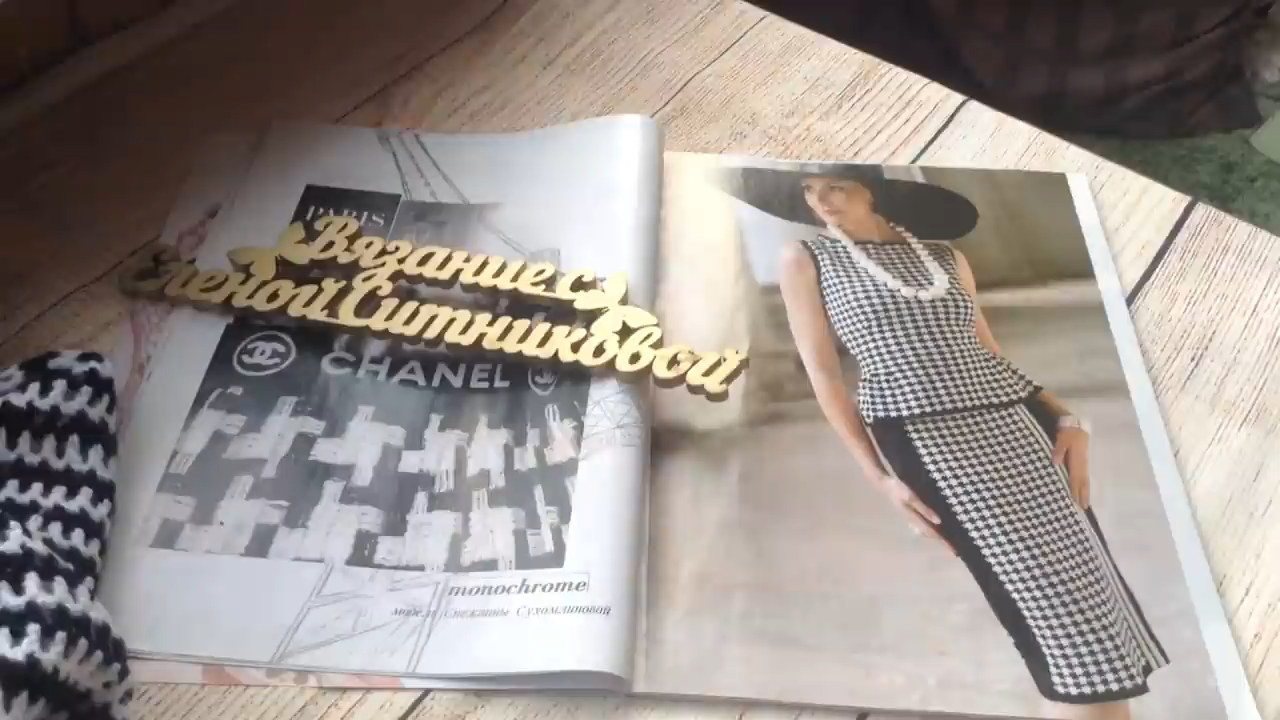 PARIS
Вязание с
Еленой Ситниковой
CHANEL
monochrome
модель Снежаны Сухомлиновой